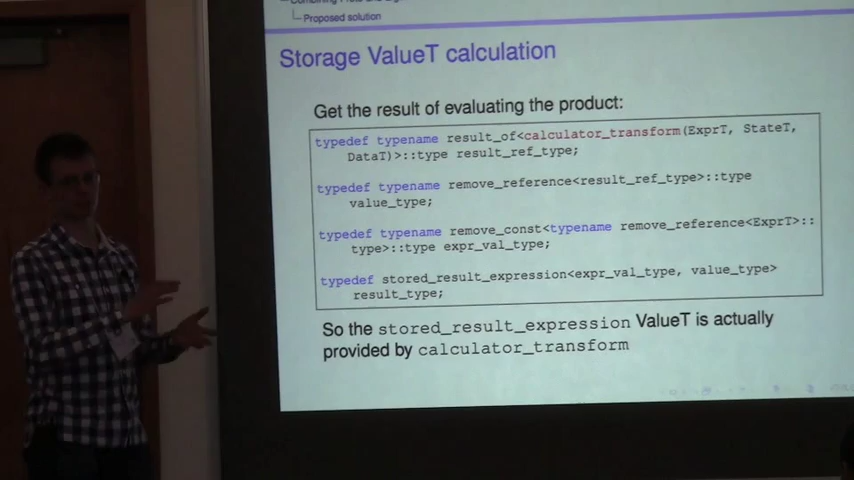 Proposed solution
Storage ValueT calculation
Get the result of evaluating the product:
typedef typename result_of<calculator_transform(ExprT, StateT,
DataT)>::type result_ref_type;
typedef typename remove_reference<result_ref_type>::type
value_type;
typedef typename remove_const<typename remove_reference<ExprT>::
type>::type expr_val_type;
typedef stored_result_expression<expr_val_type, value_type>
result_type;
So the stored_result_expression ValueT is actually
provided by calculator_transform